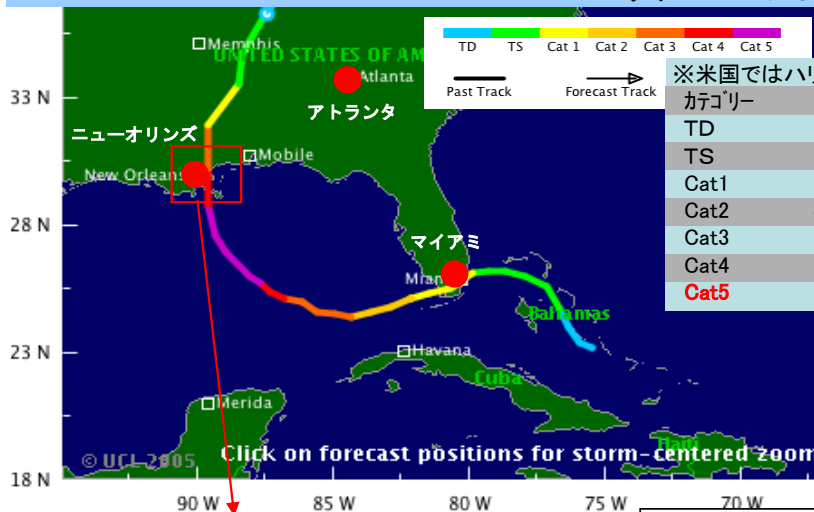 TD TS Cat 1 Cat 2 Cat 3 Cat 4 Cat 5
Past Track Forecast Track
※米国ではハリ
カテゴリー
TD
TS
Cat1
Cat2
Cat3
Cat4
Cat5
Memphis
UNITED STATES OF AM
Atlanta
アトランタ
33 N
ニューオリンズ
Mobile
New Orleans
28 N
マイアミ
Miam
Bahamas
23 N
Havana
Cuba
Merida
Haiti
© UCL 2005
Click on forecast positions for storm-centered zoom
18 N
90 W 85 W 80 W 75 W 70 W